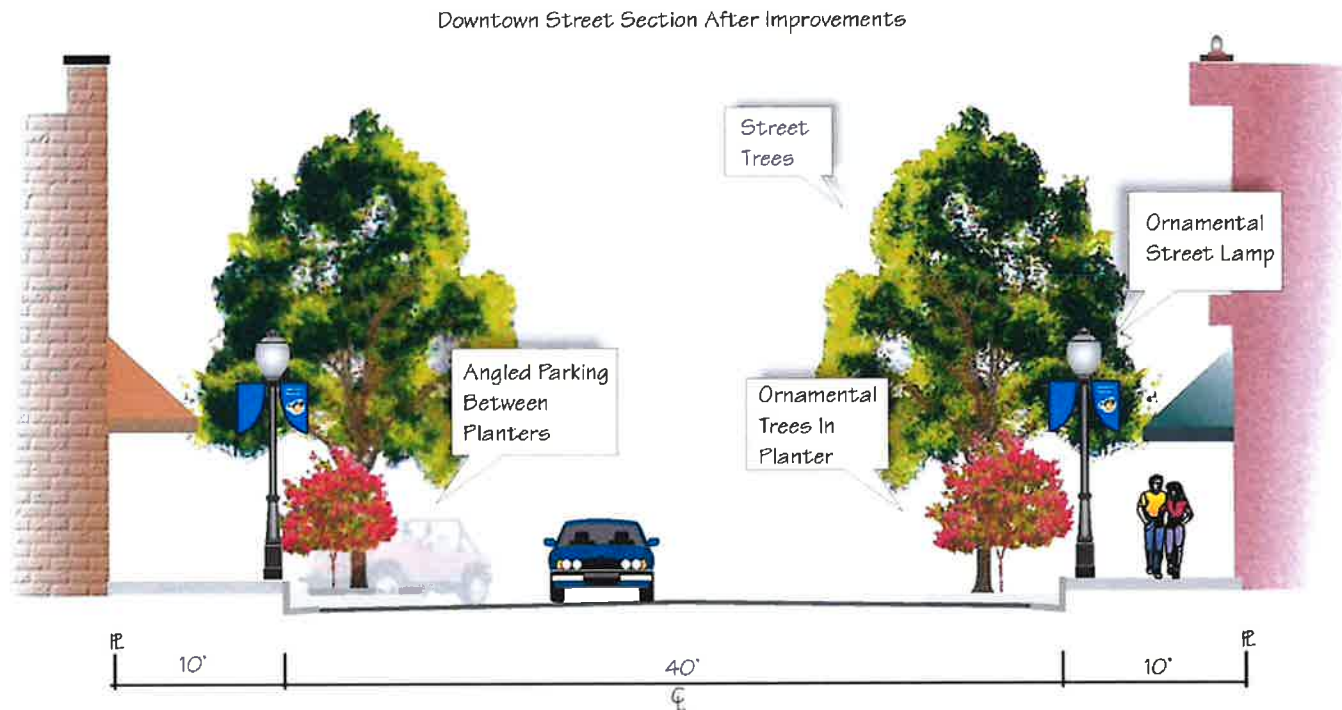 Downtown Street Section After Improvements
Street
Trees
Ornamental
Street Lamp
Angled Parking
Between
Planters
Ornamental
Trees In
Planter
PL PL
10' 40' 10'
CL